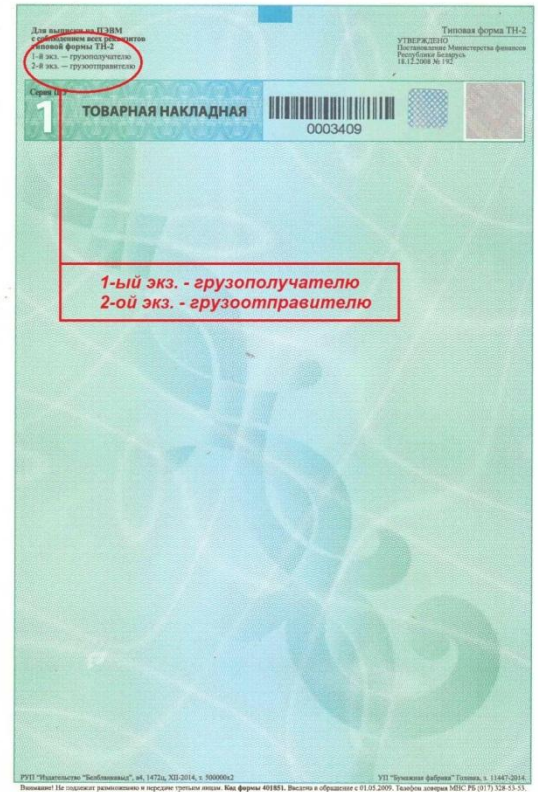 Для выписки на ПЭВМ
с соблюдением всех реквизитов
типовой формы ТН-2
1-й экз. — грузополучателю
2-й экз. — грузоотправителю
Типовая форма ТН-2
УТВЕРЖДЕНО
Постановление Министерства финансов
Республики Беларусь
18.12.2008 № 192
Серия
1
ТОВАРНАЯ НАКЛАДНАЯ
0003409
1-ый экз. - грузополучателю
2-ой экз. - грузоотправителю
РУП "Издательство "Белбланкавыд", в4, 1472ц, XII-2014, т. 500000х2
УП "Бумажная фабрика" Гознака, з. 11447-2014.
Внимание! Не подлежит размножению и передаче третьим лицам. Код формы 401851. Введена в обращение с 01.05.2009. Телефон доверия МНС РБ (017) 328-53-53.